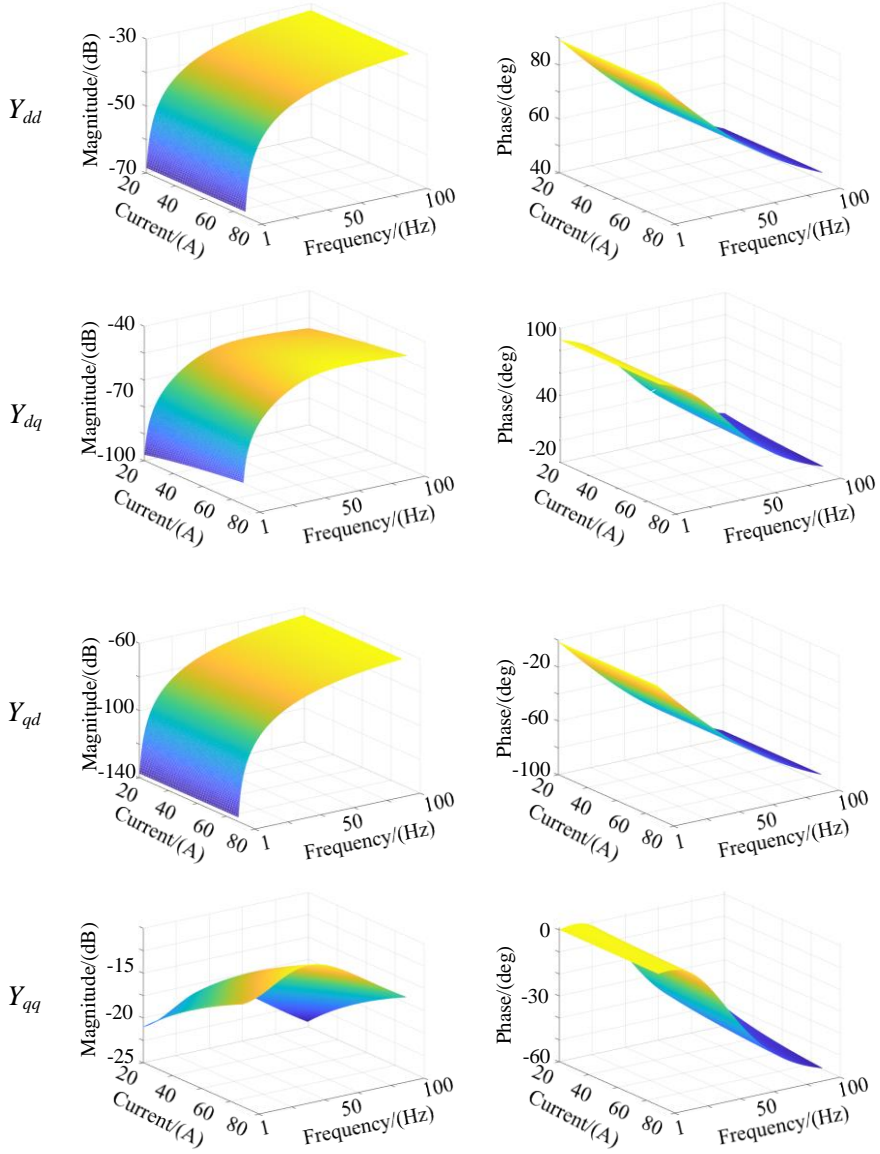 Y_dd
Magnitude/(dB)
-30
-50
-70
20
40
60
80
Current/(A)
1
50
100
Frequency/(Hz)
Phase/(deg)
80
60
40
20
40
60
80
Current/(A)
1
50
100
Frequency/(Hz)
Y_dq
Magnitude/(dB)
-40
-70
-100
20
40
60
80
Current/(A)
1
50
100
Frequency/(Hz)
Phase/(deg)
100
40
-20
20
40
60
80
Current/(A)
1
50
100
Frequency/(Hz)
Y_qd
Magnitude/(dB)
-60
-100
-140
20
40
60
80
Current/(A)
1
50
100
Frequency/(Hz)
Phase/(deg)
-20
-60
-100
20
40
60
80
Current/(A)
1
50
100
Frequency/(Hz)
Y_qq
Magnitude/(dB)
-15
-20
-25
20
40
60
80
Current/(A)
1
50
100
Frequency/(Hz)
Phase/(deg)
0
-30
-60
20
40
60
80
Current/(A)
1
50
100
Frequency/(Hz)